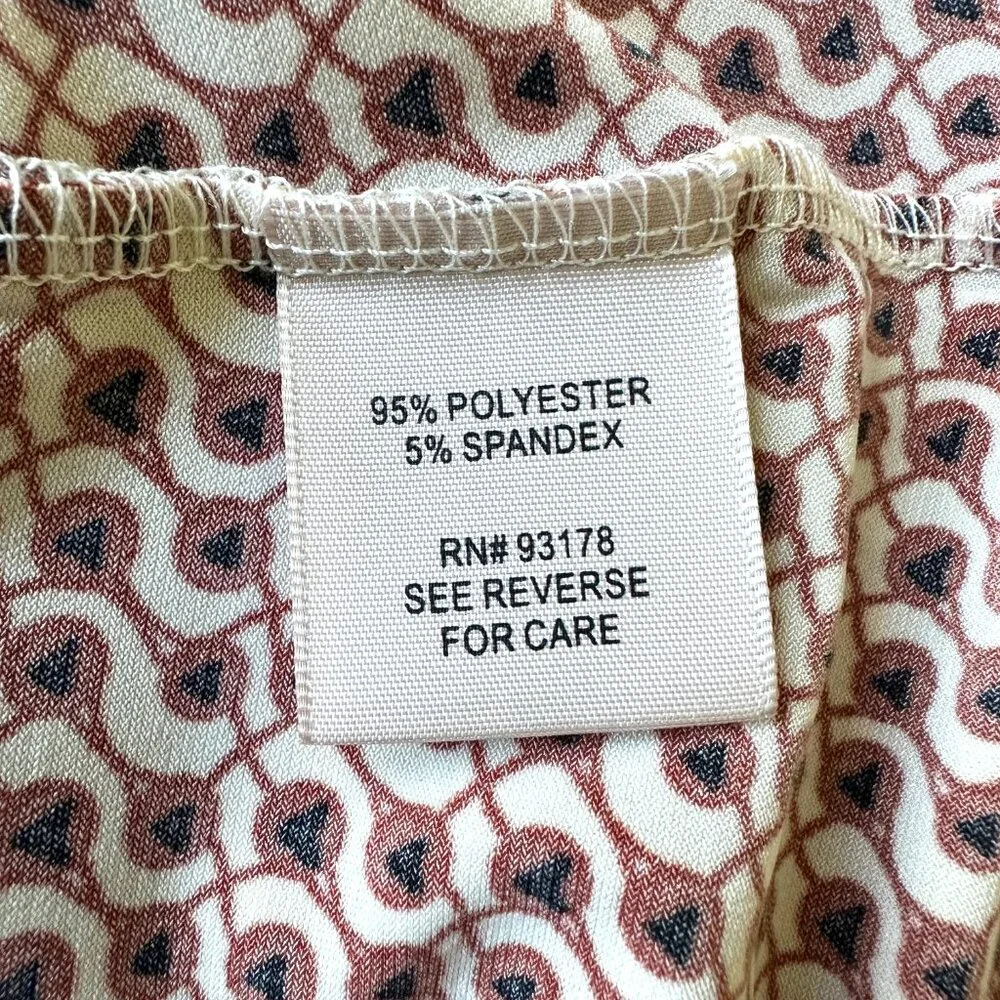 95% POLYESTER
5% SPANDEX
RN# 93178
SEE REVERSE
FOR CARE